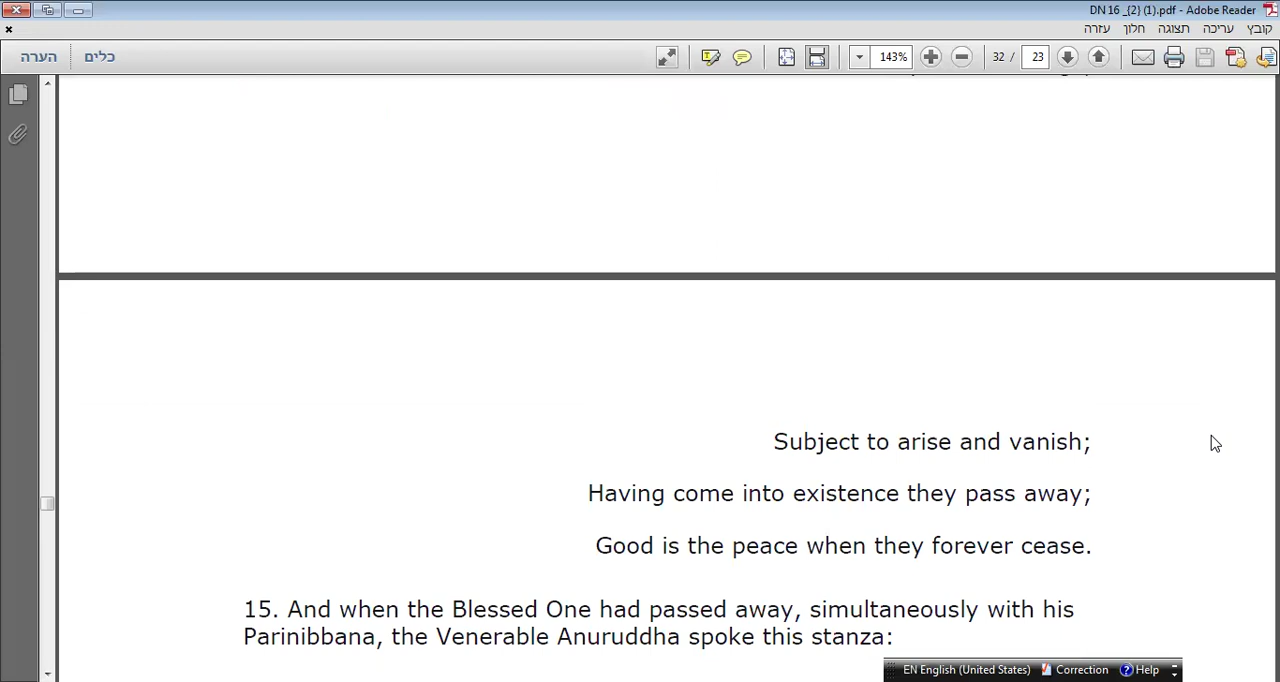 DN 16 _(2) (1).pdf - Adobe Reader
קובץ עריכה תצוגה חלון עזרה
הערה כלים 143% 32 / 23
Subject to arise and vanish;
Having come into existence they pass away;
Good is the peace when they forever cease.
15. And when the Blessed One had passed away, simultaneously with his
Parinibbana, the Venerable Anuruddha spoke this stanza:
EN English (United States) Correction Help